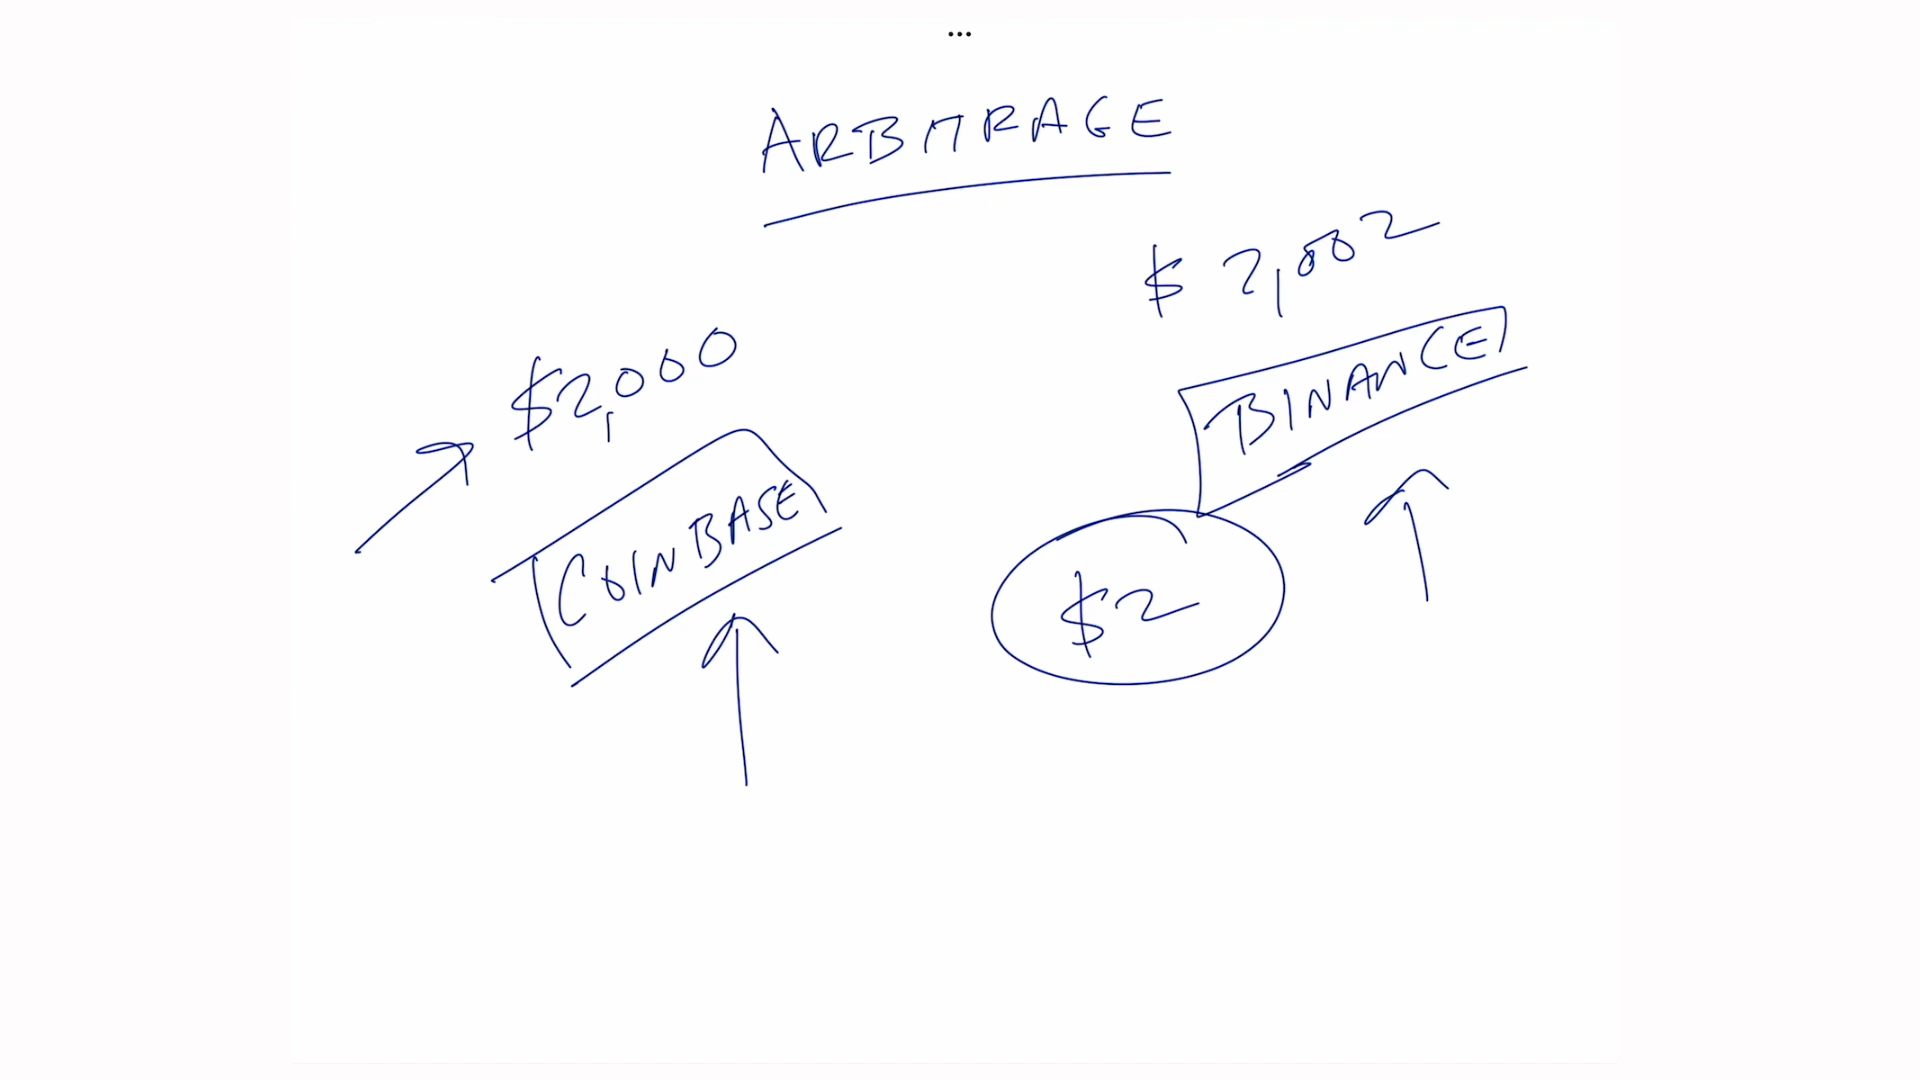 ...
ARBITRAGE
$2,002
$2,000
BINANCE
COINBASE
$2